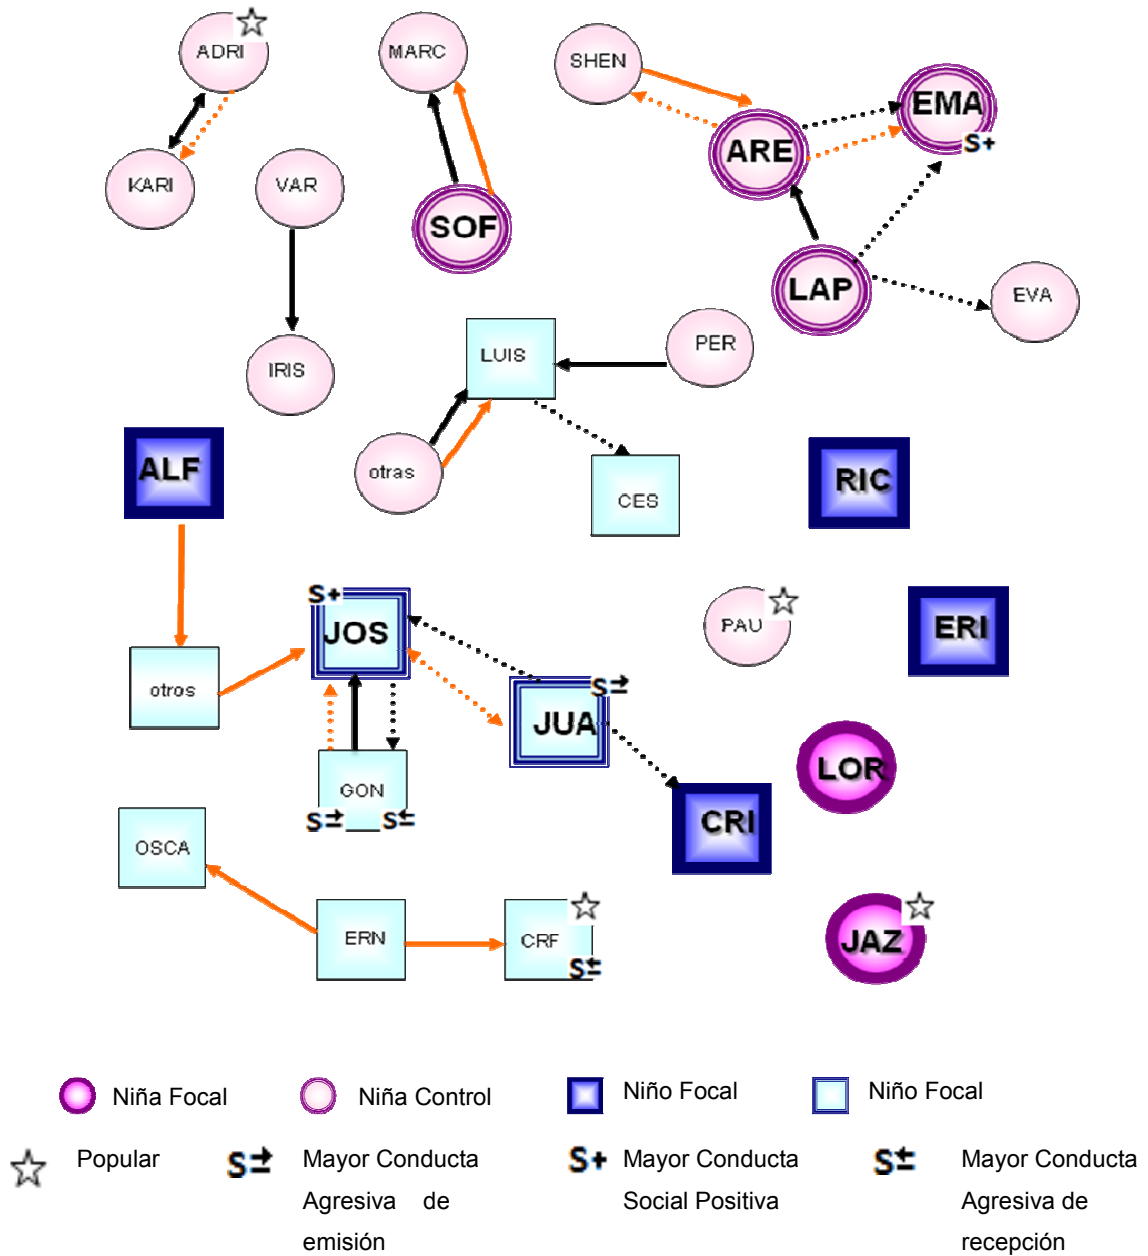 ADRI
MARC
SHEN
EMA
S+
ARE
KARI
VAR
SOF
LAP
EVA
LUIS
PER
IRIS
otras
ALF
CES
RIC
S+
JOS
PAU
ERI
otros
S
JUA
LOR
GON
S S
CRI
OSCA
ERN
CRF
S
JAZ
Niña Focal
Niña Control
Niño Focal
Niño Focal
Popular
S
Mayor Conducta
Agresiva de
emisión
S+
Mayor Conducta
Social Positiva
S
Mayor Conducta
Agresiva de
recepción